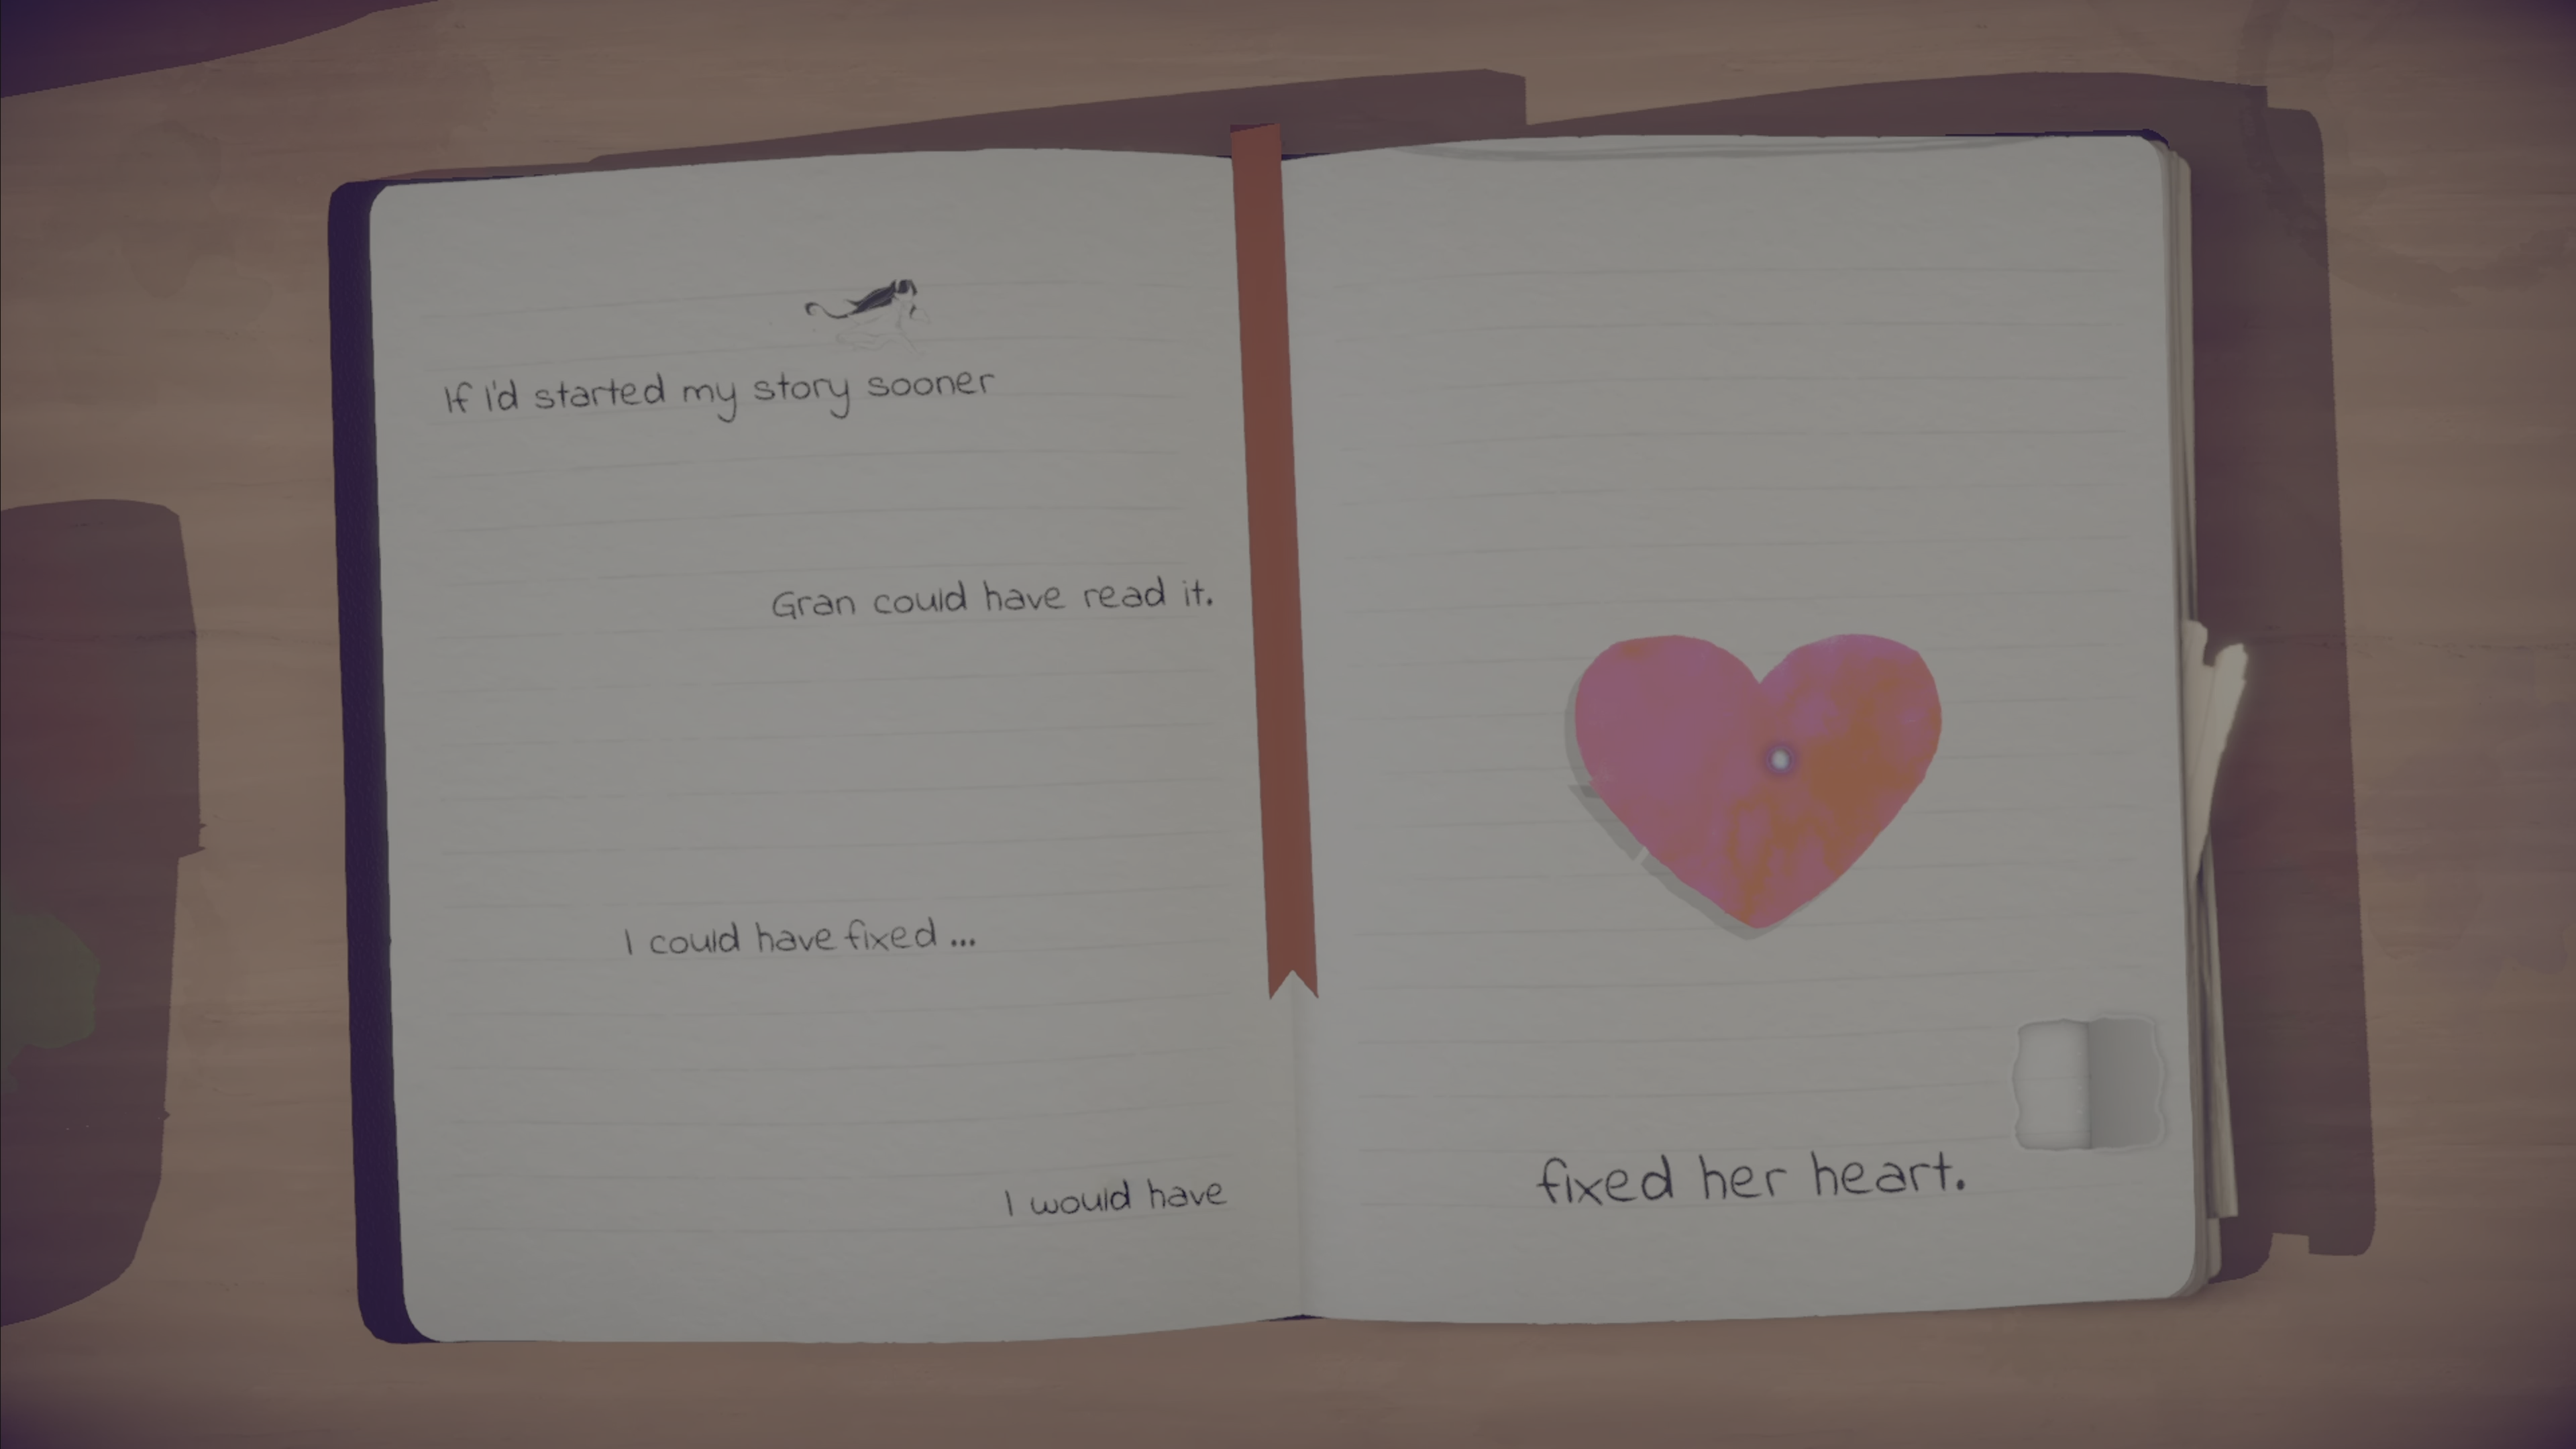 If I'd started my story sooner
Gran could have read it.
I could have fixed ...
I would have
fixed her heart.